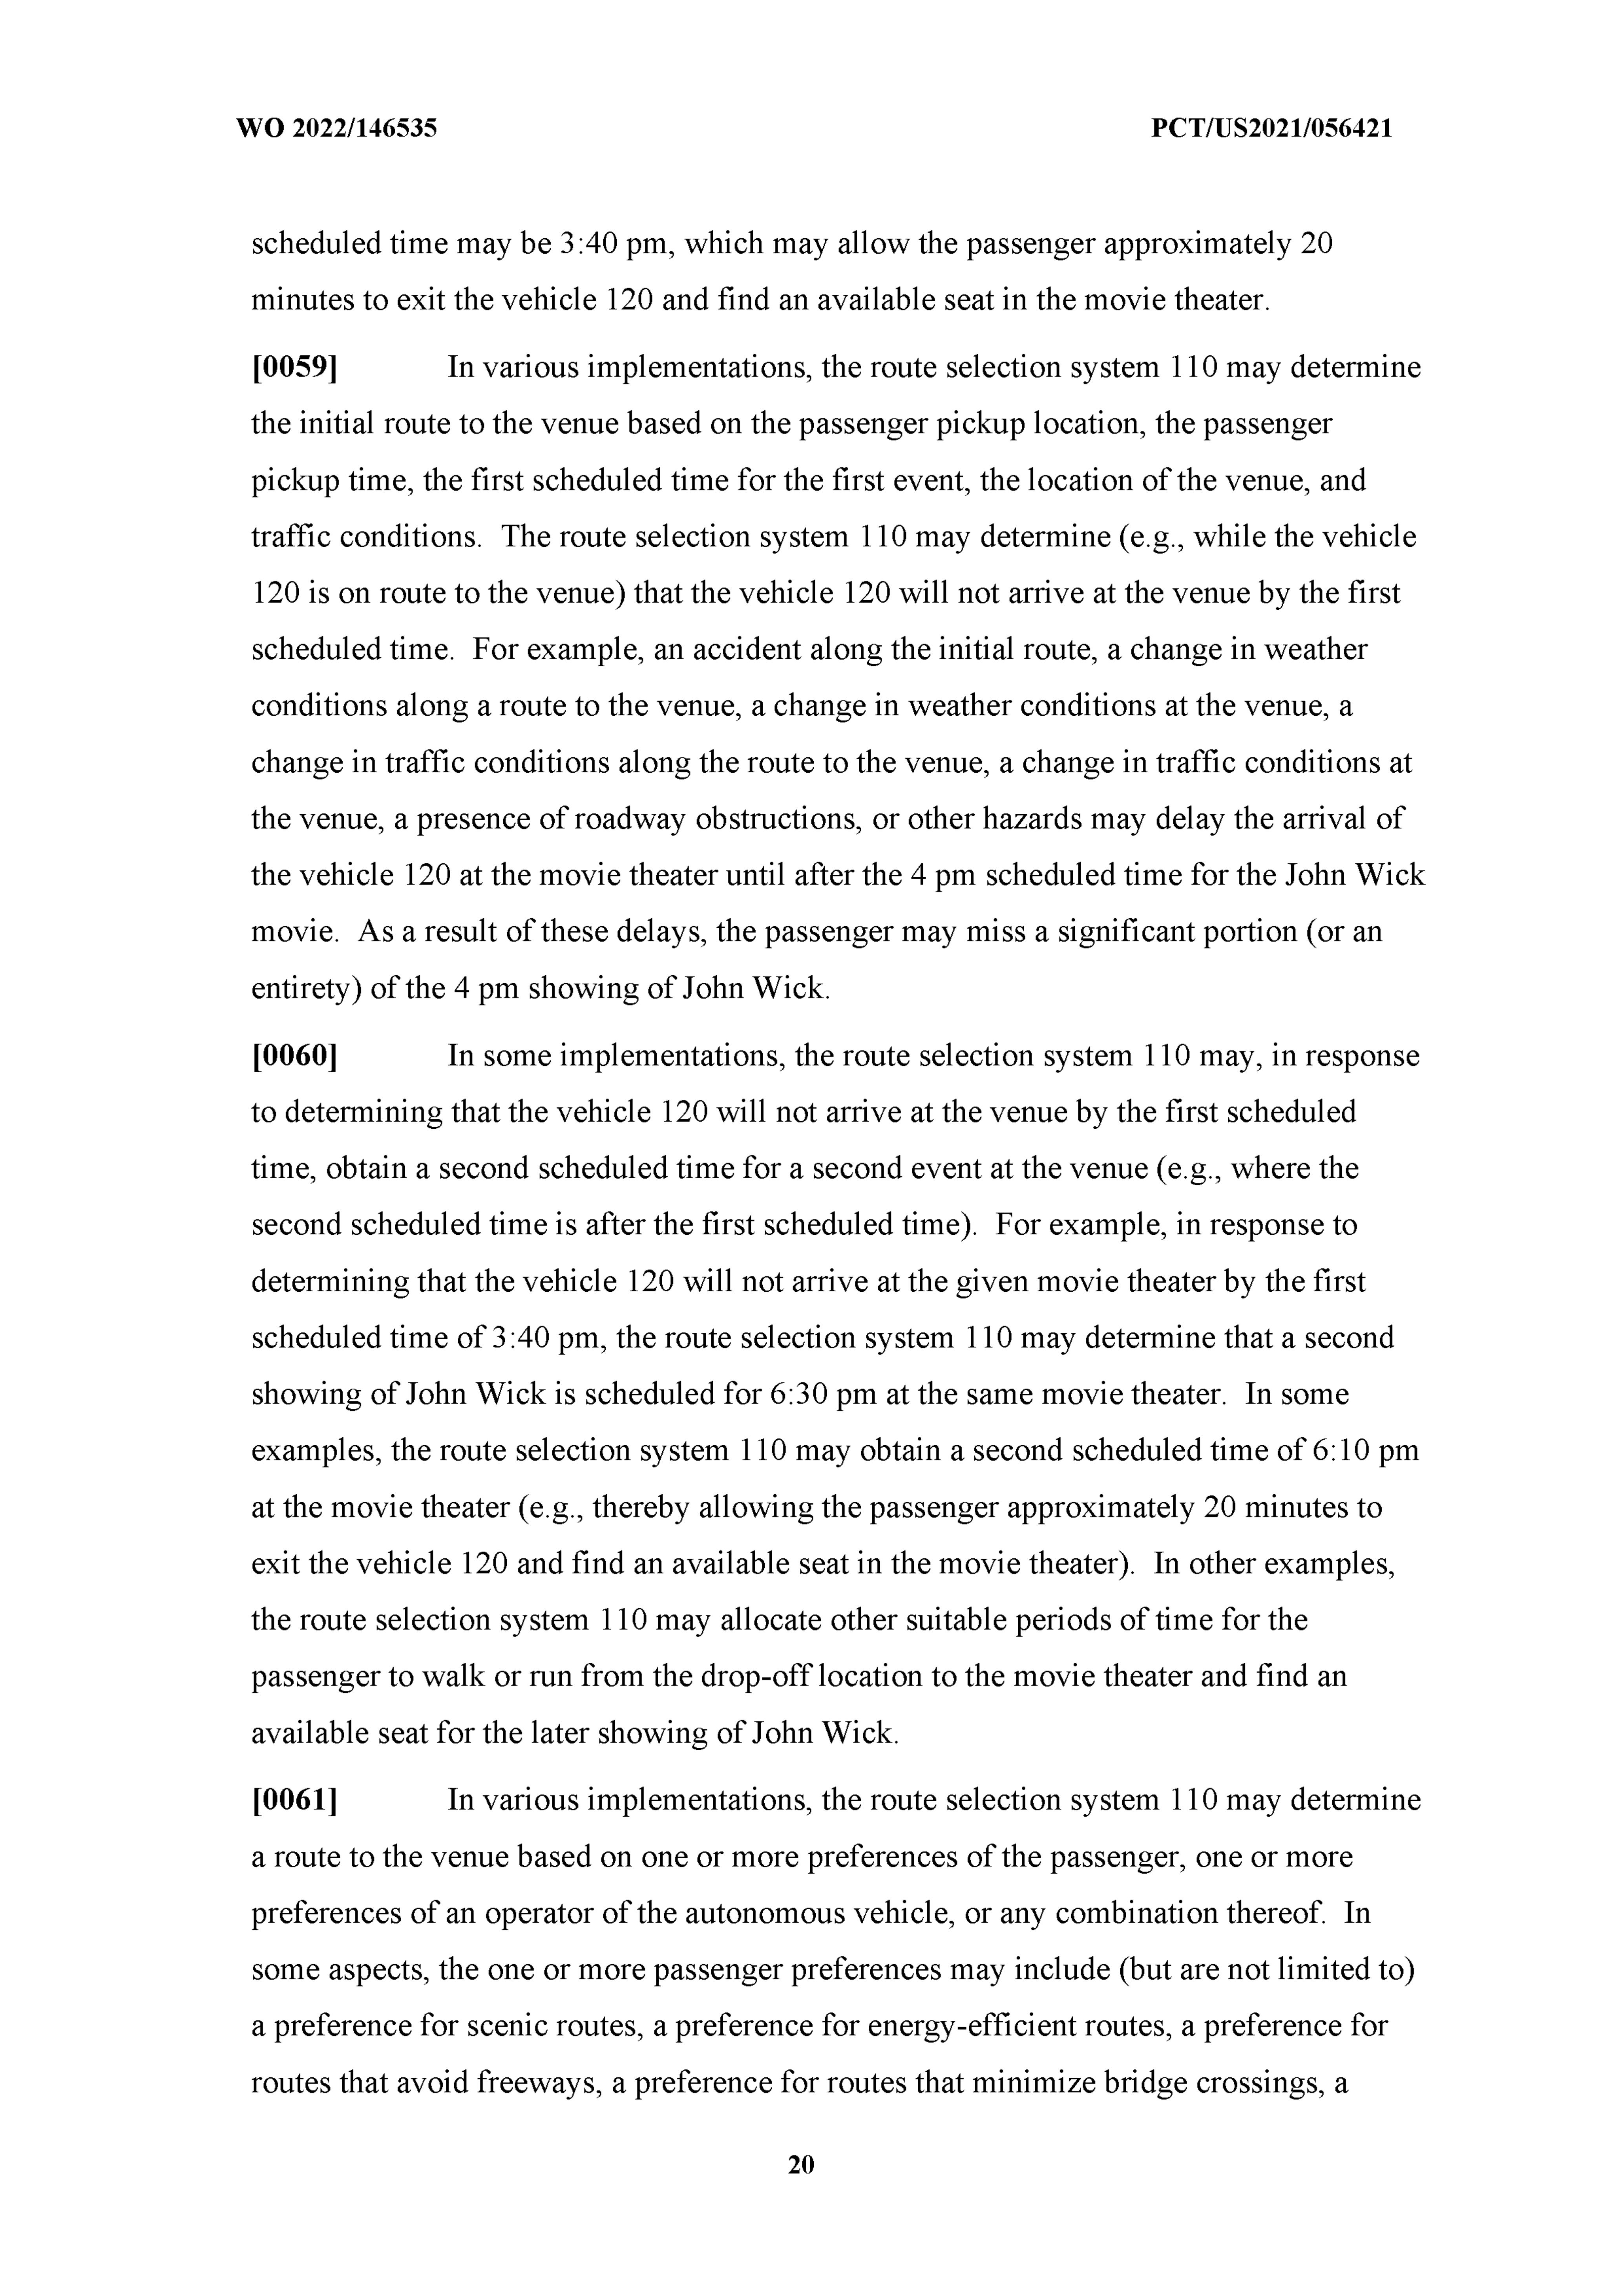 WO 2022/146535 PCT/US2021/056421
scheduled time may be 3:40 pm, which may allow the passenger approximately 20
minutes to exit the vehicle 120 and find an available seat in the movie theater.
[0059] In various implementations, the route selection system 110 may determine
the initial route to the venue based on the passenger pickup location, the passenger
pickup time, the first scheduled time for the first event, the location of the venue, and
traffic conditions. The route selection system 110 may determine (e.g., while the vehicle
120 is on route to the venue) that the vehicle 120 will not arrive at the venue by the first
scheduled time. For example, an accident along the initial route, a change in weather
conditions along a route to the venue, a change in weather conditions at the venue, a
change in traffic conditions along the route to the venue, a change in traffic conditions at
the venue, a presence of roadway obstructions, or other hazards may delay the arrival of
the vehicle 120 at the movie theater until after the 4 pm scheduled time for the John Wick
movie. As a result of these delays, the passenger may miss a significant portion (or an
entirety) of the 4 pm showing of John Wick.
[0060] In some implementations, the route selection system 110 may, in response
to determining that the vehicle 120 will not arrive at the venue by the first scheduled
time, obtain a second scheduled time for a second event at the venue (e.g., where the
second scheduled time is after the first scheduled time). For example, in response to
determining that the vehicle 120 will not arrive at the given movie theater by the first
scheduled time of 3:40 pm, the route selection system 110 may determine that a second
showing of John Wick is scheduled for 6:30 pm at the same movie theater. In some
examples, the route selection system 110 may obtain a second scheduled time of 6:10 pm
at the movie theater (e.g., thereby allowing the passenger approximately 20 minutes to
exit the vehicle 120 and find an available seat in the movie theater). In other examples,
the route selection system 110 may allocate other suitable periods of time for the
passenger to walk or run from the drop-off location to the movie theater and find an
available seat for the later showing of John Wick.
[0061] In various implementations, the route selection system 110 may determine
a route to the venue based on one or more preferences of the passenger, one or more
preferences of an operator of the autonomous vehicle, or any combination thereof. In
some aspects, the one or more passenger preferences may include (but are not limited to)
a preference for scenic routes, a preference for energy-efficient routes, a preference for
routes that avoid freeways, a preference for routes that minimize bridge crossings, a
20